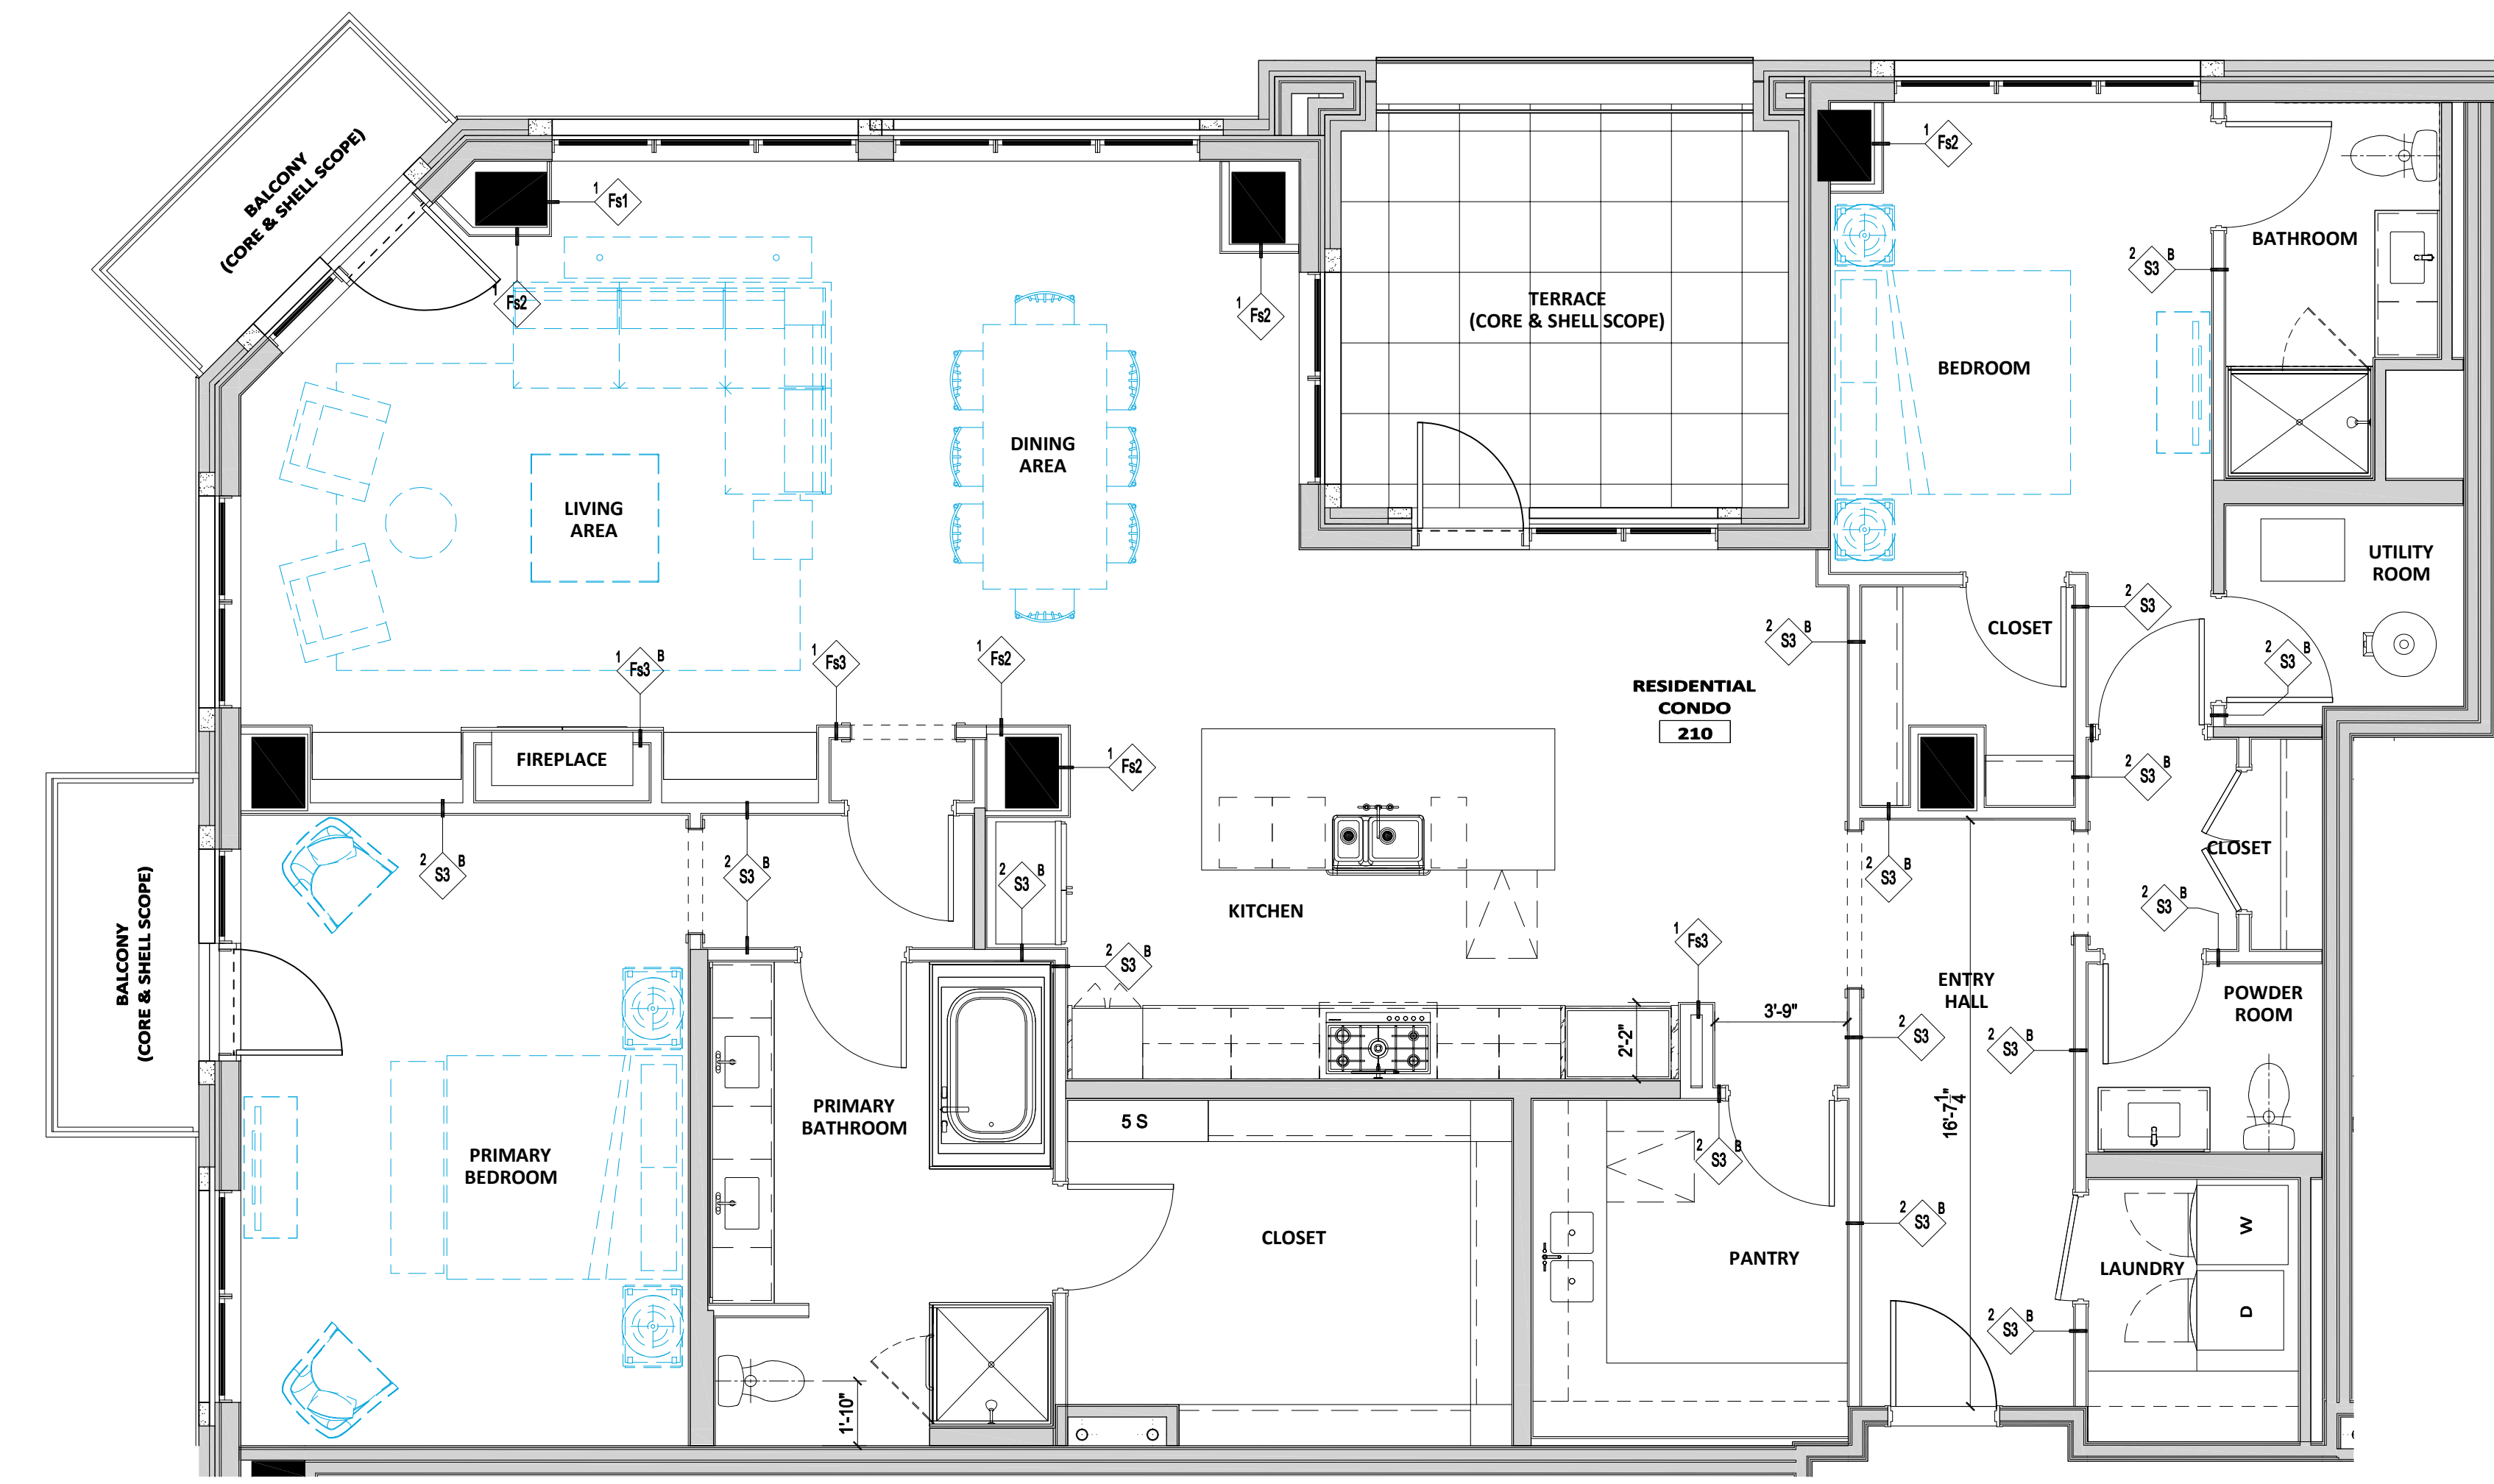 BALCONY
(CORE & SHELL SCOPE)
1
Fs1
1
Fs2
1
Fs2
TERRACE
(CORE & SHELL SCOPE)
1
Fs2
BATHROOM
2 B
S3
BEDROOM
DINING
AREA
LIVING
AREA
UTILITY
ROOM
2
S3
CLOSET
2 B
S3
2 B
S3
1 B
Fs3
1
Fs3
1
Fs2
RESIDENTIAL
CONDO
210
FIREPLACE
1
Fs2
2 B
S3
CLOSET
2 B
S3
2 B
S3
2 B
S3
2 B
S3
2 B
S3
KITCHEN
BALCONY
(CORE & SHELL SCOPE)
1
Fs3
2 B
S3
ENTRY
HALL
POWDER
ROOM
3'-9"
2'-2"
2
S3
2 B
S3
PRIMARY
BATHROOM
5 S
16'-7 1/4"
PRIMARY
BEDROOM
2 B
S3
CLOSET
PANTRY
2 B
S3
W
LAUNDRY
D
2 B
S3
1'-10"